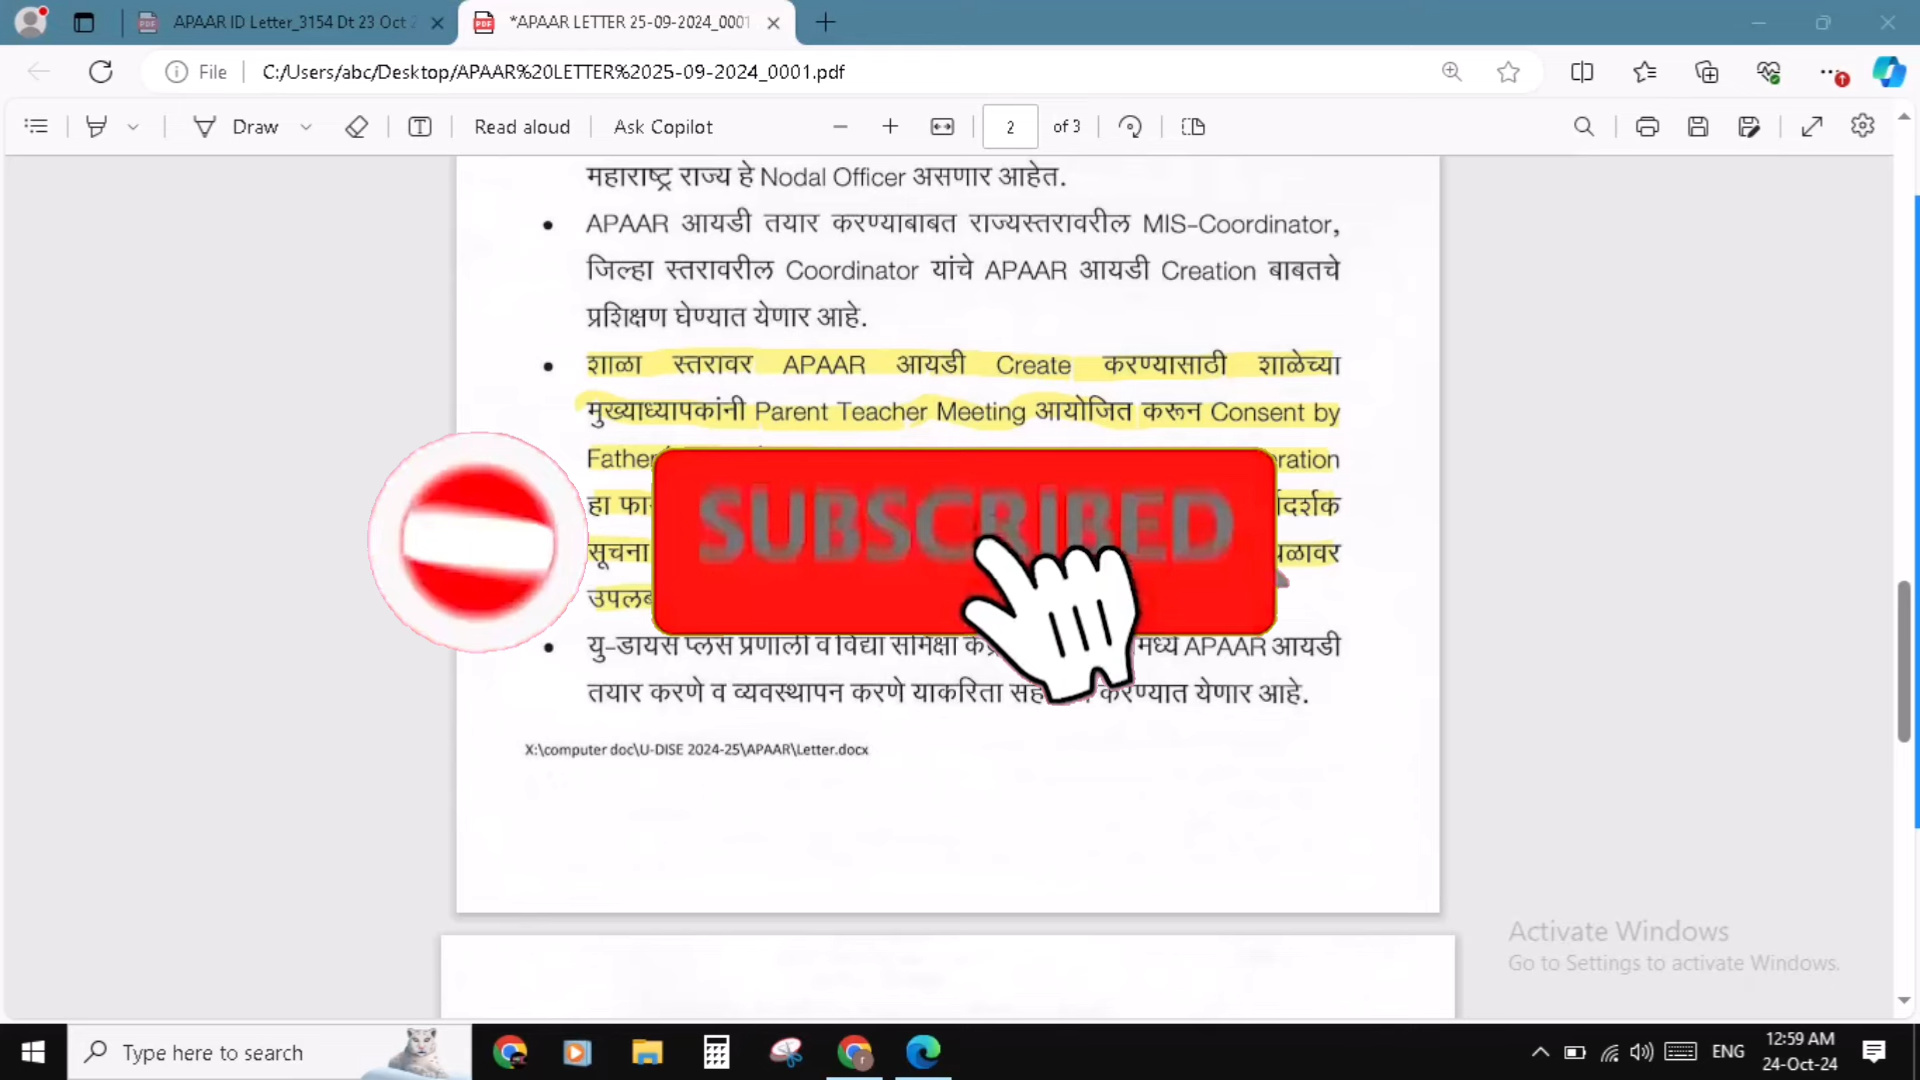 APAAR ID Letter_3154 Dt 23 Oct 2
*APAAR LETTER 25-09-2024_0001
File
C:/Users/abc/Desktop/APAAR%20LETTER%2025-09-2024_0001.pdf
Draw
Read aloud
Ask Copilot
2 of 3
महाराष्ट्र राज्य हे Nodal Officer असणार आहेत.
• APAAR आयडी तयार करण्याबाबत राज्यस्तरावरील MIS-Coordinator,
जिल्हा स्तरावरील Coordinator यांचे APAAR आयडी Creation बाबतचे
प्रशिक्षण घेण्यात येणार आहे.
• शाळा स्तरावर APAAR आयडी Create करण्यासाठी शाळेच्या
मुख्याध्यापकांनी Parent Teacher Meeting आयोजित करून Consent by
Father
हा
सूचना
SUBSCRIBED
• यु-डायस प्लस प्रणाली व विद्या समिक्षा मध्ये APAAR आयडी
तयार करणे व व्यवस्थापन करणे याकरिता करण्यात येणार आहे.
X:\computer doc\U-DISE 2024-25\APAAR\Letter.docx
Activate Windows
Go to Settings to activate Windows.
Type here to search
ENG
12:59 AM
24-Oct-24